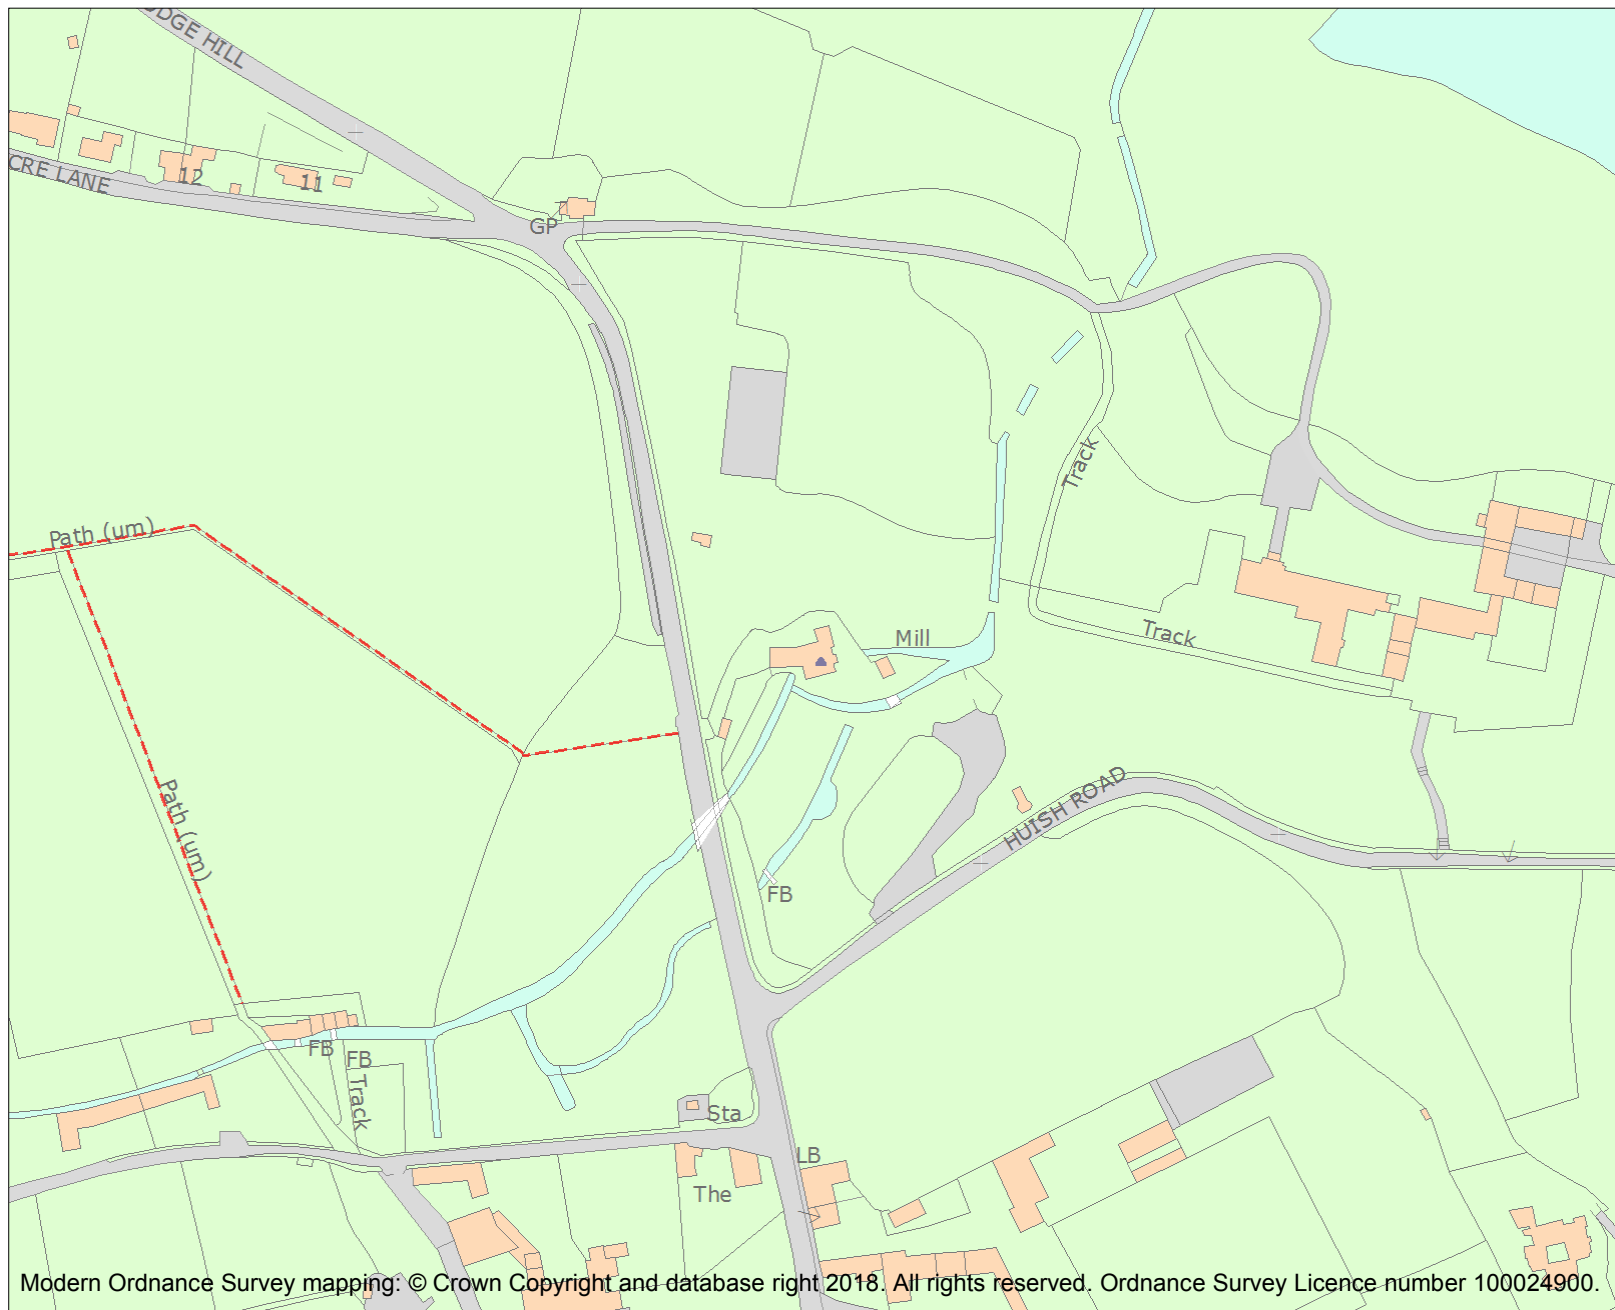 DGE HILL
CRE LANE
12
11
GP
Track
Path (um)
Track
Mill
HUISH ROAD
Path (um)
FB
FB
FB
Track
Sta
LB
The
Modern Ordnance Survey mapping: © Crown Copyright and database right 2018. All rights reserved. Ordnance Survey Licence number 100024900.